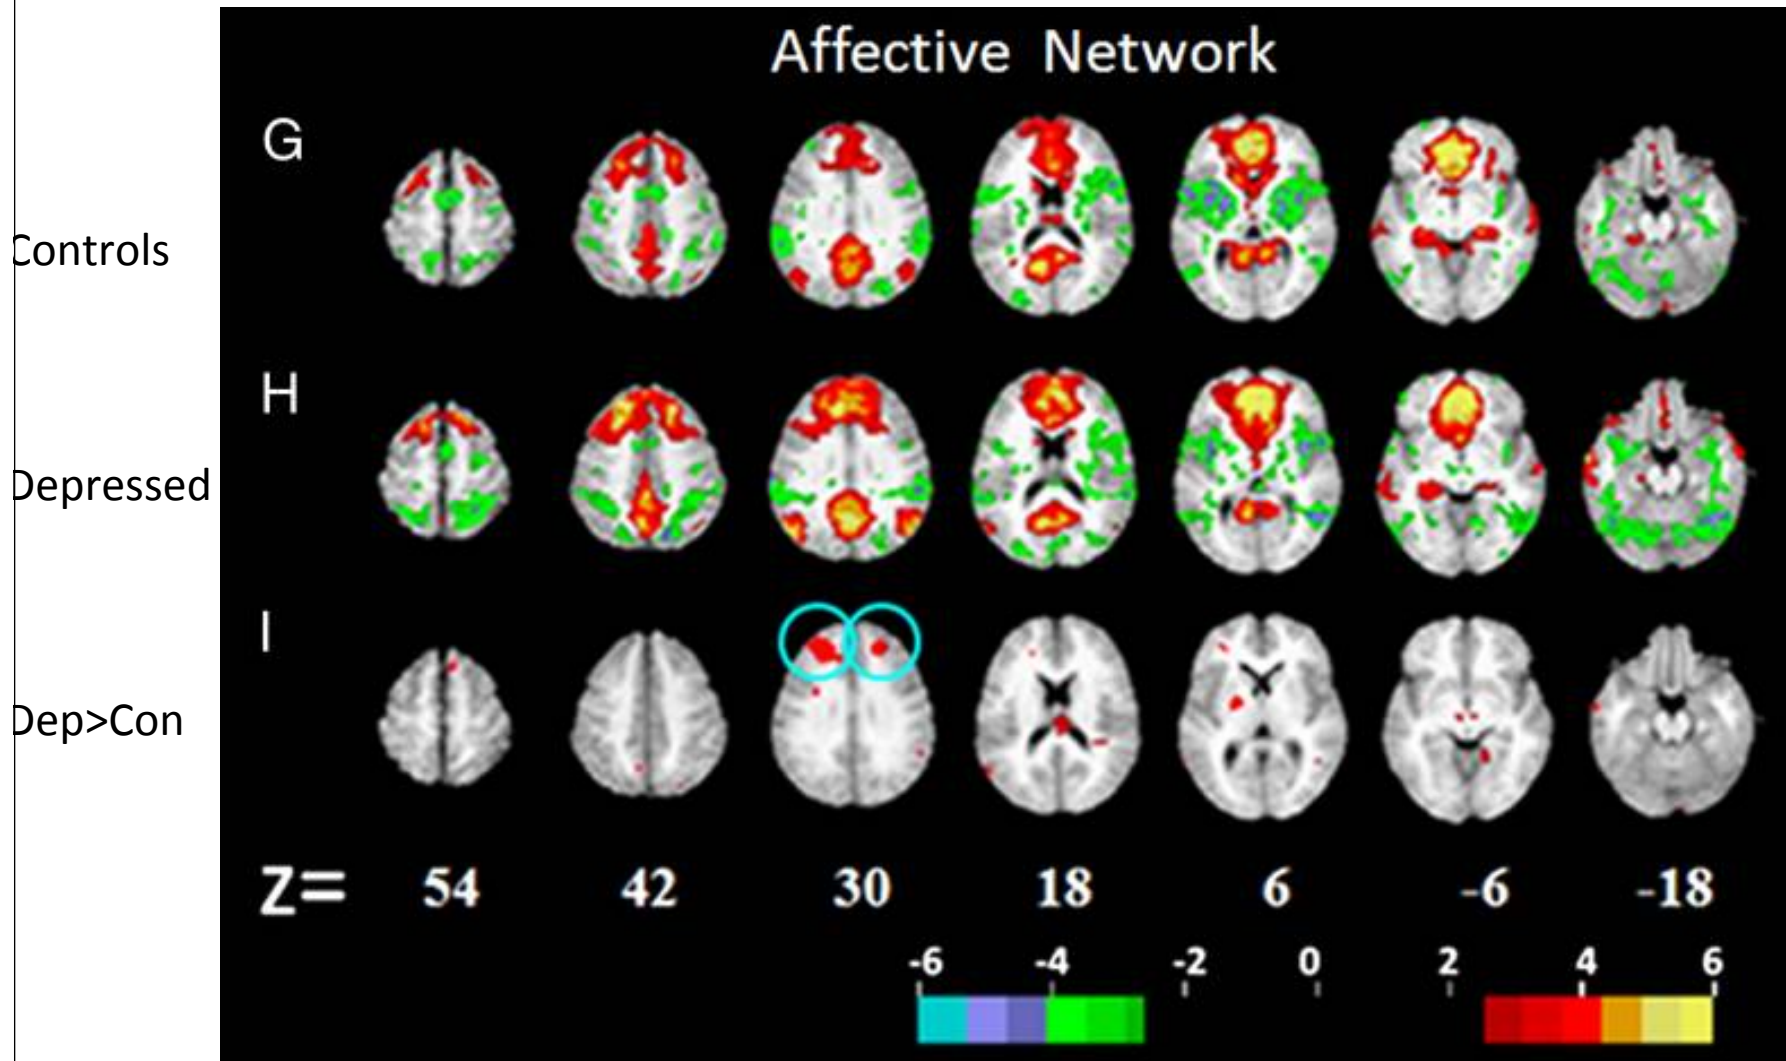 Affective Network
G
Controls
H
Depressed
I
Dep>Con
Z= 54 42 30 18 6 -6 -18
-6 -4 -2 0 2 4 6